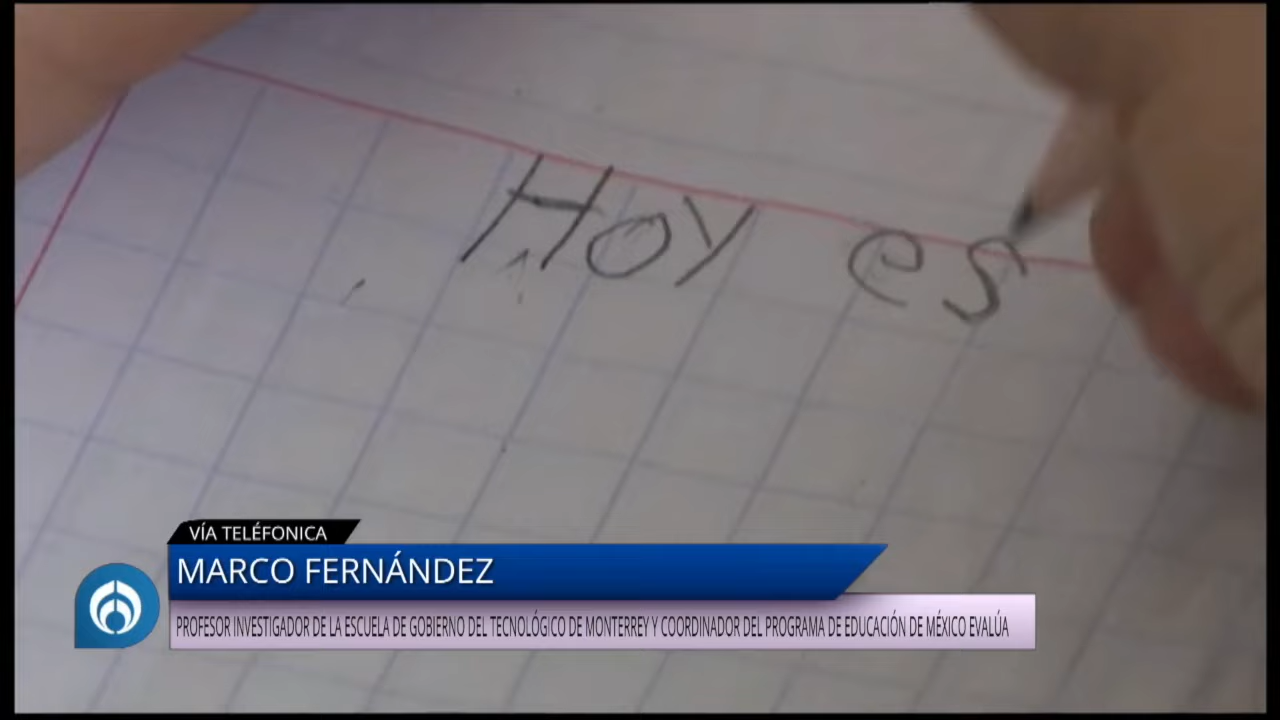 Hoy es
VÍA TELÉFONICA
MARCO FERNÁNDEZ
PROFESOR INVESTIGADOR DE LA ESCUELA DE GOBIERNO DEL TECNOLÓGICO DE MONTERREY Y COORDINADOR DEL PROGRAMA DE EDUCACIÓN DE MÉXICO EVALÚA